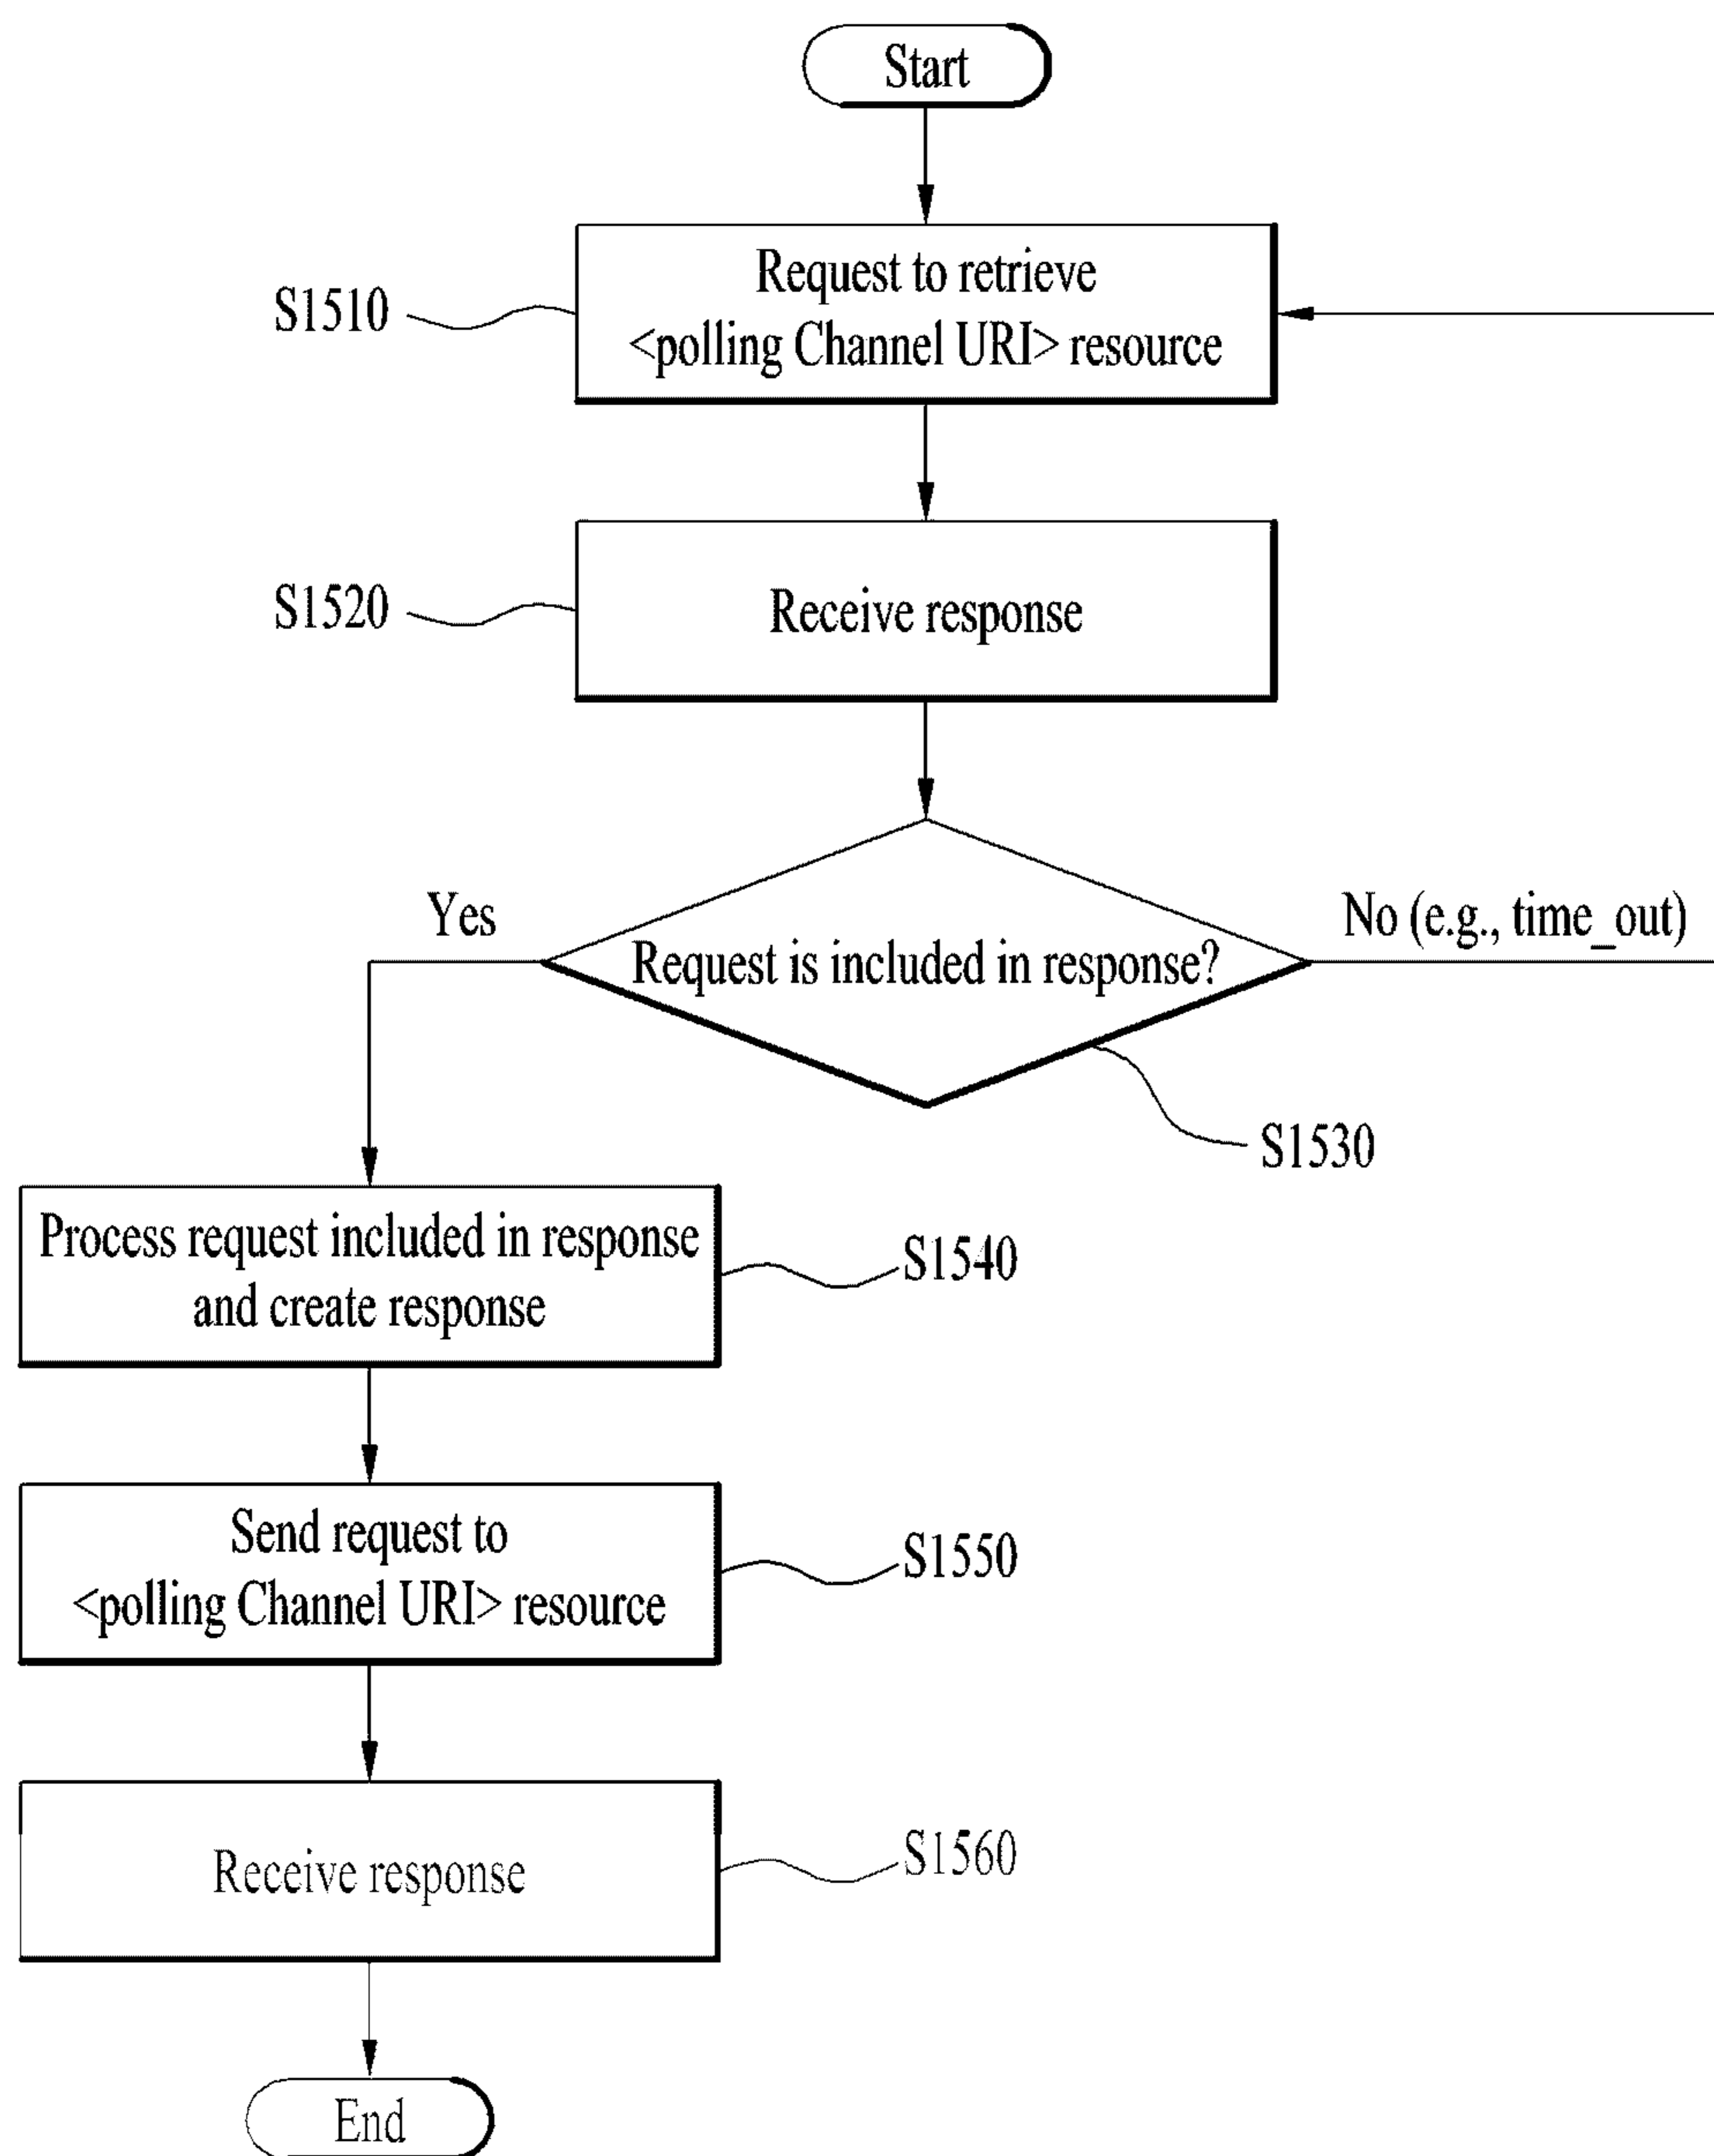 Start
S1510
Request to retrieve
<polling Channel URI> resource
S1520
Receive response
Yes
No (e.g., time_out)
Request is included in response?
S1530
Process request included in response
and create response
S1540
Send request to
<polling Channel URI> resource
S1550
Receive response
S1560
End